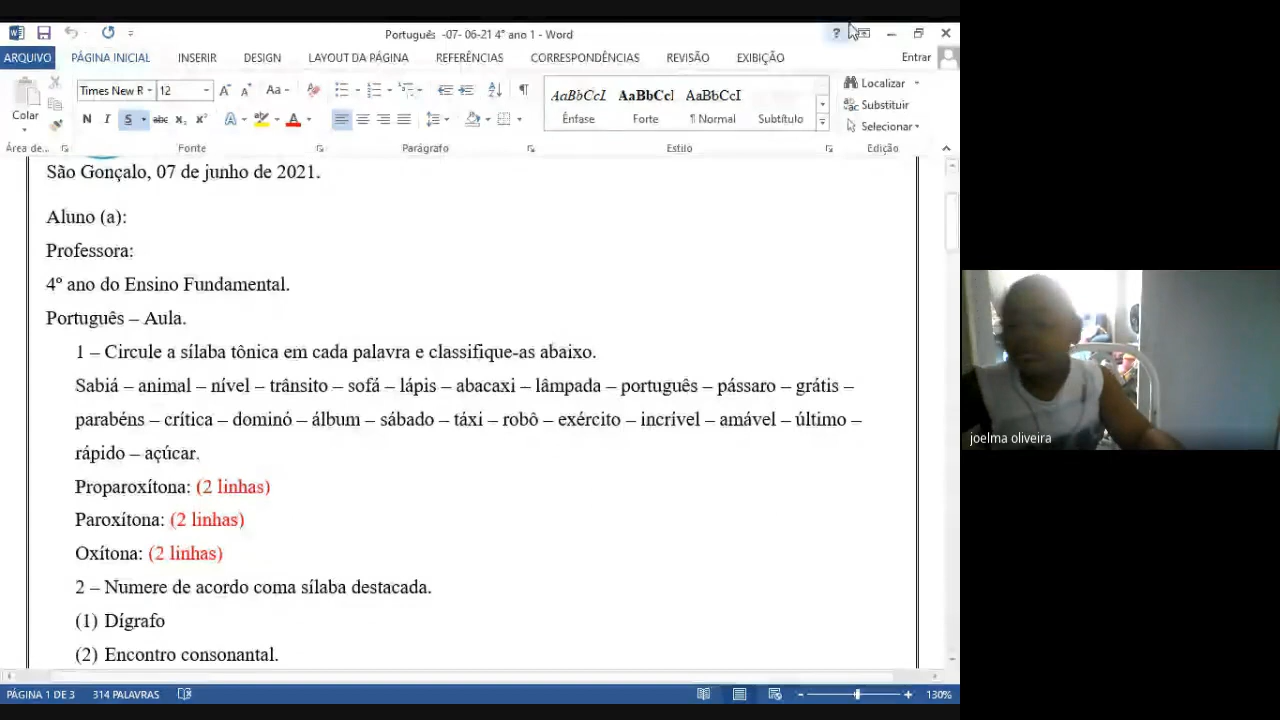 Português -07- 06-21 4° ano 1 - Word
ARQUIVO PÁGINA INICIAL INSERIR DESIGN LAYOUT DA PÁGINA REFERÊNCIAS CORRESPONDÊNCIAS REVISÃO EXIBIÇÃO Entrar
Times New R 12 Aa AaBbCcI AaBbCcI AaBbCcI Localizar
Substituir
Colar N I S abc x₂ x² A A Ênfase Forte ¶ Normal Subtítulo Selecionar
Área de... Fonte Parágrafo Estilo Edição
São Gonçalo, 07 de junho de 2021.
Aluno (a):
Professora:
4º ano do Ensino Fundamental.
Português – Aula.
1 – Circule a sílaba tônica em cada palavra e classifique-as abaixo.
Sabiá – animal – nível – trânsito – sofá – lápis – abacaxi – lâmpada – português – pássaro – grátis –
parabéns – crítica – dominó – álbum – sábado – táxi – robô – exército – incrível – amável – último –
rápido – açúcar.
Proparoxítona: (2 linhas)
Paroxítona: (2 linhas)
Oxítona: (2 linhas)
2 – Numere de acordo coma sílaba destacada.
(1) Dígrafo
(2) Encontro consonantal.
PÁGINA 1 DE 3 314 PALAVRAS 130%
joelma oliveira